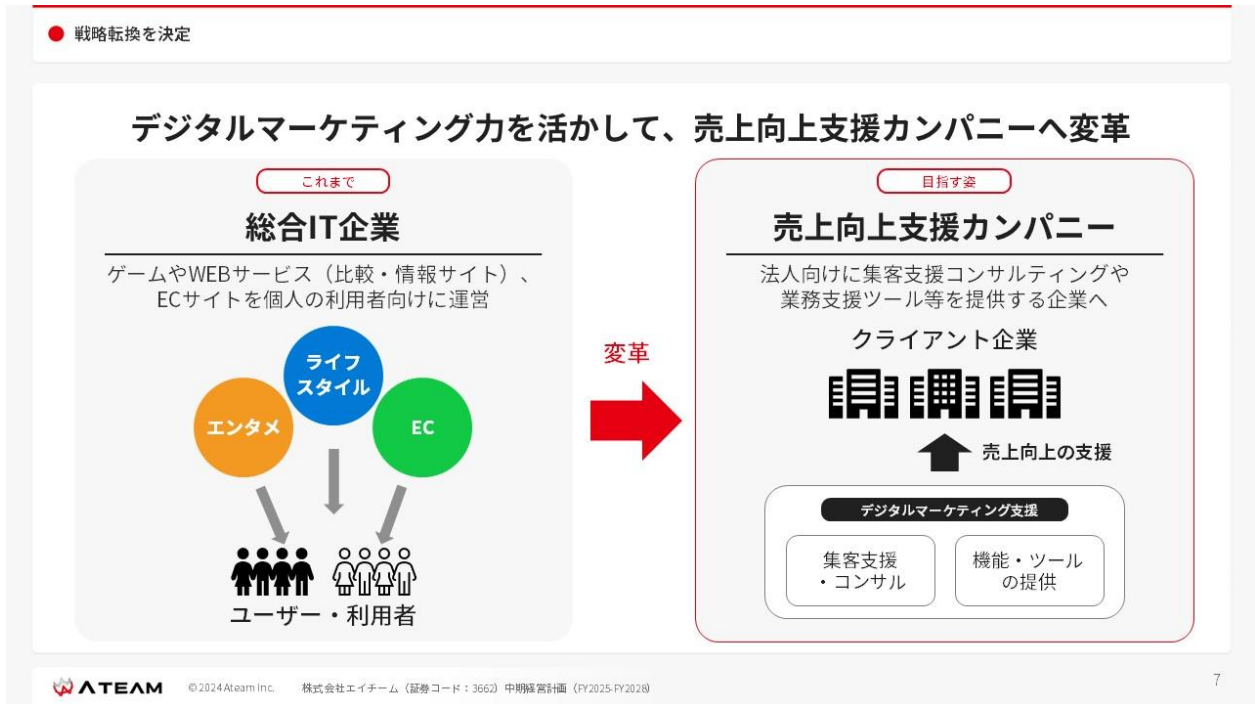 戦略転換を決定
デジタルマーケティング力を活かして、売上向上支援カンパニーへ変革
これまで
総合IT企業
ゲームやWEBサービス（比較・情報サイト）、
ECサイトを個人の利用者向けに運営
ライフ
スタイル
エンタメ
EC
ユーザー・利用者
変革
目指す姿
売上向上支援カンパニー
法人向けに集客支援コンサルティングや
業務支援ツール等を提供する企業へ
クライアント企業
売上向上の支援
デジタルマーケティング支援
集客支援
・コンサル
機能・ツール
の提供
ATEAM
©2024 Ateam Inc.
株式会社エイチーム（証券コード：3662）中期経営計画（FY2025-FY2028）
7